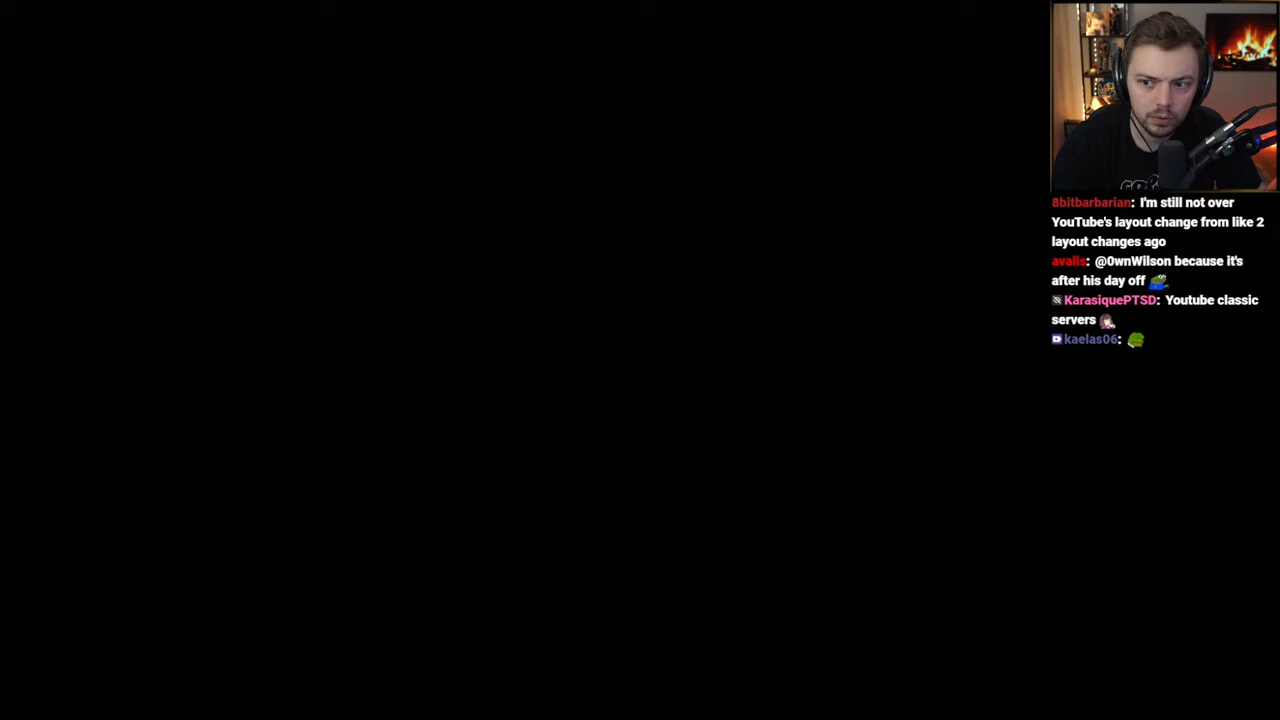 8bitbarbarian: I'm still not over
YouTube's layout change from like 2
layout changes ago
avalls: @0wnWilson because it's
after his day off
KarasiquePTSD: Youtube classic
servers
kaelas06: